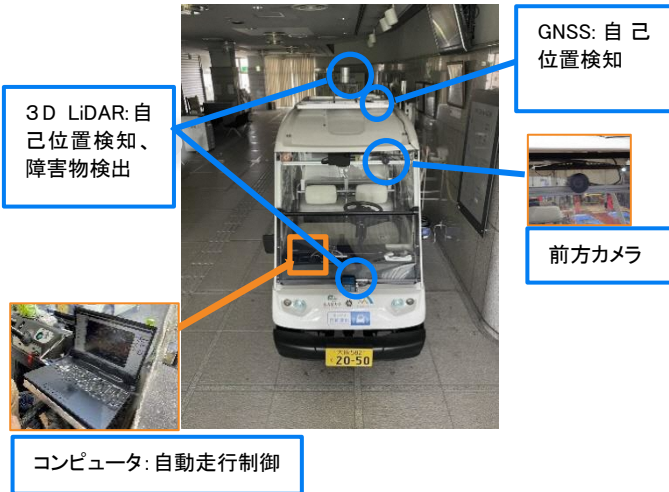 GNSS: 自己
位置検知
3D LiDAR:自
己位置検知、
障害物検出
前方カメラ
20-50
コンピュータ:自動走行制御